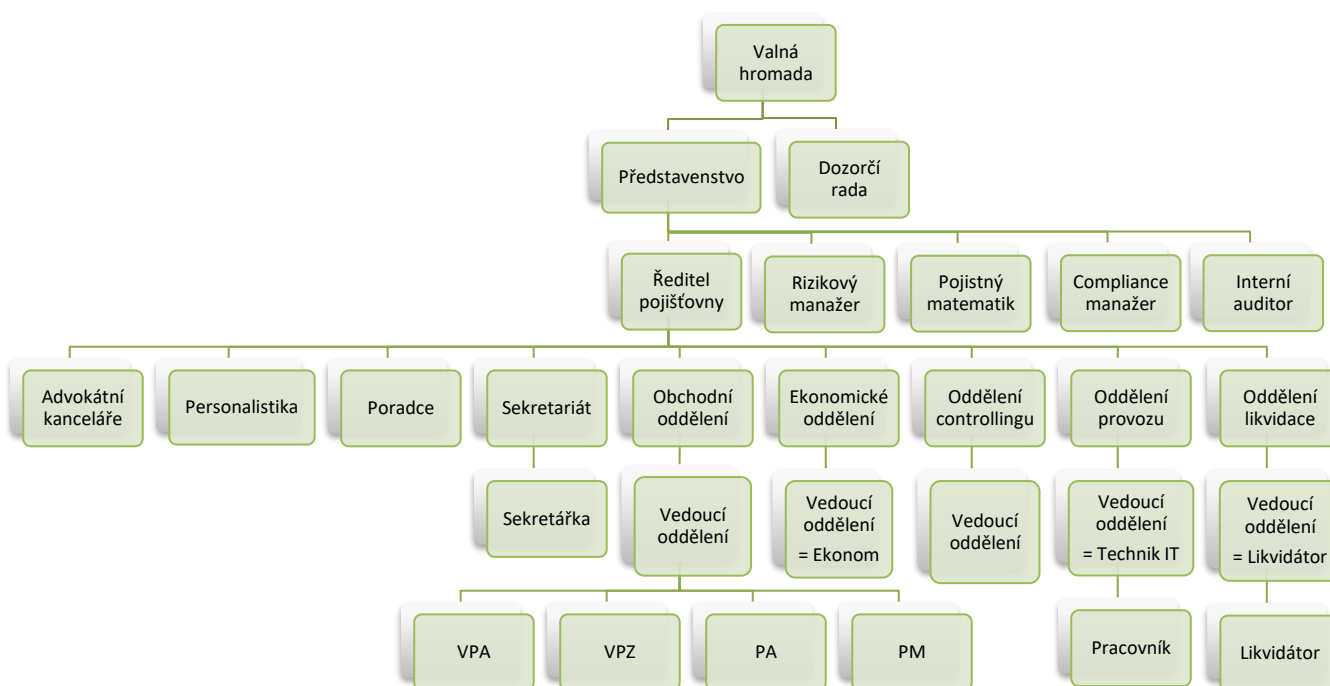 Valná
hromada
Představenstvo
Dozorčí
rada
Ředitel
pojišťovny
Rizikový
manažer
Pojistný
matematik
Compliance
manažer
Interní
auditor
Advokátní
kanceláře
Personalistika
Poradce
Sekretariát
Obchodní
oddělení
Ekonomické
oddělení
Oddělení
controllingu
Oddělení
provozu
Oddělení
likvidace
Sekretářka
Vedoucí
oddělení
Vedoucí
oddělení
= Ekonom
Vedoucí
oddělení
Vedoucí
oddělení
= Technik IT
Vedoucí
oddělení
= Likvidátor
VPA
VPZ
PA
PM
Pracovník
Likvidátor